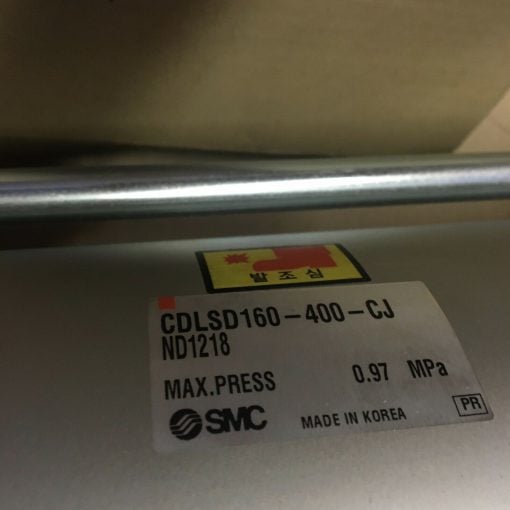 발 조 심
CDLSD160-400-CJ
ND1218
MAX.PRESS 0.97 MPa
SMC MADE IN KOREA PR